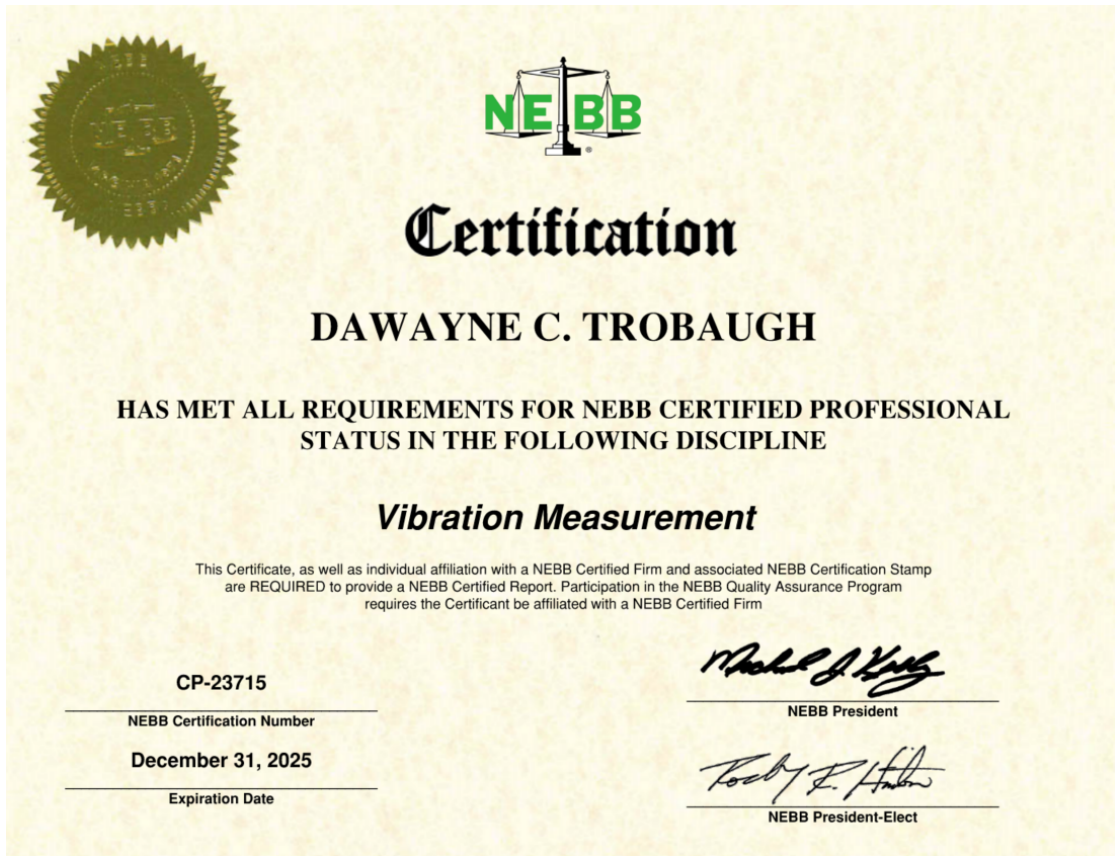 NEBB
NEBB
Certification
DAWAYNE C. TROBAUGH
HAS MET ALL REQUIREMENTS FOR NEBB CERTIFIED PROFESSIONAL
STATUS IN THE FOLLOWING DISCIPLINE
Vibration Measurement
This Certificate, as well as individual affiliation with a NEBB Certified Firm and associated NEBB Certification Stamp
are REQUIRED to provide a NEBB Certified Report. Participation in the NEBB Quality Assurance Program
requires the Certificant be affiliated with a NEBB Certified Firm
CP-23715
NEBB Certification Number
December 31, 2025
Expiration Date
NEBB President
NEBB President-Elect